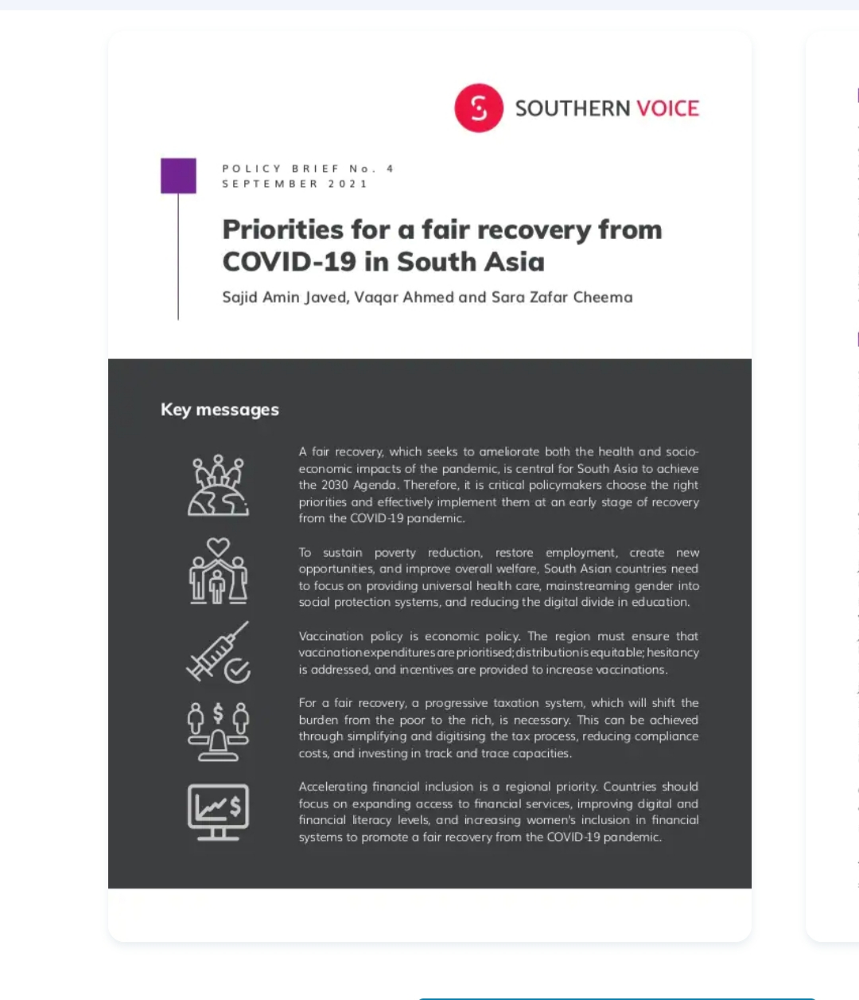 SOUTHERN VOICE
POLICY BRIEF No. 4
SEPTEMBER 2021
Priorities for a fair recovery from
COVID-19 in South Asia
Sajid Amin Javed, Vaqar Ahmed and Sara Zafar Cheema
Key messages
A fair recovery, which seeks to ameliorate both the health and socio-
economic impacts of the pandemic, is central for South Asia to achieve
the 2030 Agenda. Therefore, it is critical policymakers choose the right
priorities and effectively implement them at an early stage of recovery
from the COVID-19 pandemic.
To sustain poverty reduction, restore employment, create new
opportunities, and improve overall welfare, South Asian countries need
to focus on providing universal health care, mainstreaming gender into
social protection systems, and reducing the digital divide in education.
Vaccination policy is economic policy. The region must ensure that
vaccination expenditures are prioritised; distribution is equitable; hesitancy
is addressed, and incentives are provided to increase vaccinations.
For a fair recovery, a progressive taxation system, which will shift the
burden from the poor to the rich, is necessary. This can be achieved
through simplifying and digitising the tax process, reducing compliance
costs, and investing in track and trace capacities.
Accelerating financial inclusion is a regional priority. Countries should
focus on expanding access to financial services, improving digital and
financial literacy levels, and increasing women's inclusion in financial
systems to promote a fair recovery from the COVID-19 pandemic.